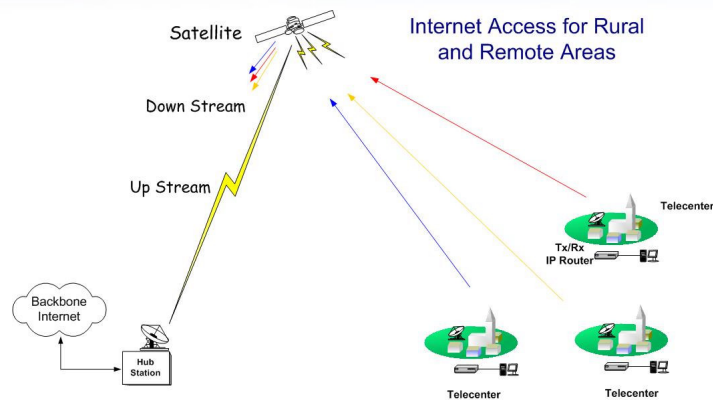 Internet Access for Rural
and Remote Areas
Satellite
Down Stream
Up Stream
Telecenter
Tx/Rx
IP Router
Backbone
Internet
Hub
Station
Telecenter
Telecenter